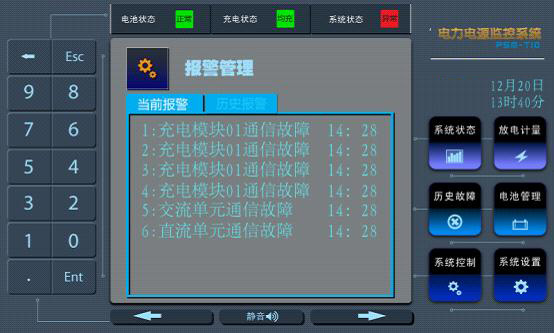 电池状态 正常 充电状态 均充 系统状态 异常
电力电源监控系统
PSM-T10
Esc
9 8
7 6
5 4
3 2
1 0
. Ent
报警管理
当前报警 历史报警
1:充电模块01通信故障 14: 28
2:充电模块01通信故障 14: 28
3:充电模块01通信故障 14: 28
4:充电模块01通信故障 14: 28
5:交流单元通信故障 14: 28
6:直流单元通信故障 14: 28
12月20日
13时40分
系统状态 放电计量
历史故障 电池管理
系统控制 系统设置
静音